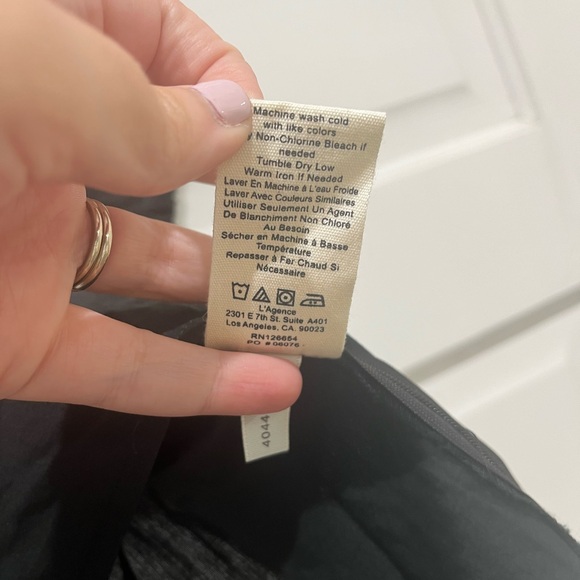 Machine wash cold
with like colors
Non-Chlorine Bleach if
needed
Tumble Dry Low
Warm Iron If Needed
Laver En Machine À L'eau Froide
Laver Avec Couleurs Similaires
Utiliser Seulement Un Agent
De Blanchiment Non Chloré
Au Besoin
Sécher en Machine à Basse
Température
Repasser à Fer Chaud Si
Nécessaire
L'Agence
2301 E 7th St. Suite A401
Los Angeles, CA. 90023
RN126654
PO # 06076 -
4044